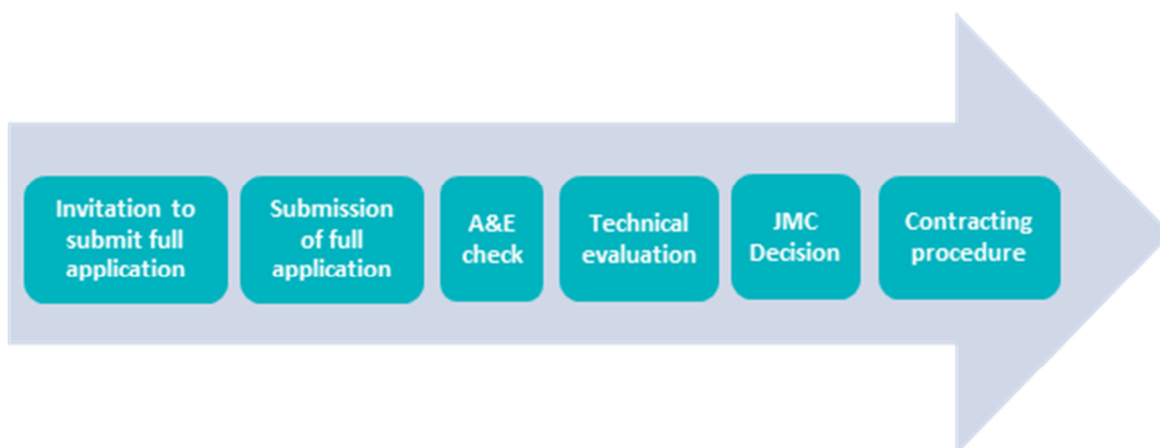 Invitation to
submit full
application
Submission
of full
application
A&E
check
Technical
evaluation
JMC
Decision
Contracting
procedure